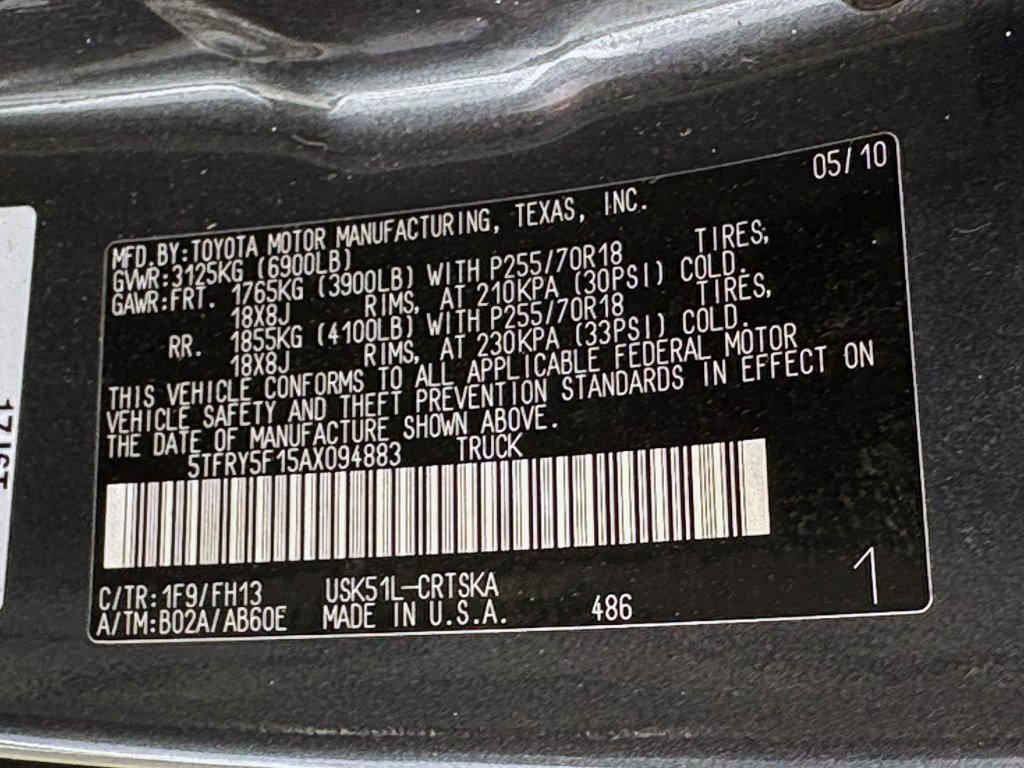 05/10
MFD.BY:TOYOTA MOTOR MANUFACTURING, TEXAS, INC.
GVWR:3125KG (6900LB)
GAWR:FRT. 1765KG (3900LB) WITH P255/70R18 TIRES,
18X8J RIMS, AT 210KPA (30PSI) COLD.
RR. 1855KG (4100LB) WITH P255/70R18 TIRES,
18X8J RIMS, AT 230KPA (33PSI) COLD.
THIS VEHICLE CONFORMS TO ALL APPLICABLE FEDERAL MOTOR
VEHICLE SAFETY AND THEFT PREVENTION STANDARDS IN EFFECT ON
THE DATE OF MANUFACTURE SHOWN ABOVE.
5TFRY5F15AX094883 TRUCK
C/TR:1F9/FH13 USK51L-CRTSKA
A/TM:B02A/AB60E MADE IN U.S.A. 486
1